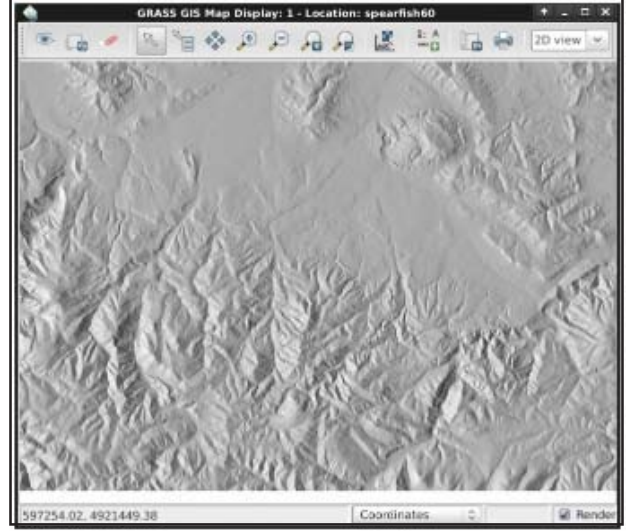 GRASS GIS Map Display: 1 - Location: spearfish60
2D view
597254.02, 4921449.38
Coordinates
Render